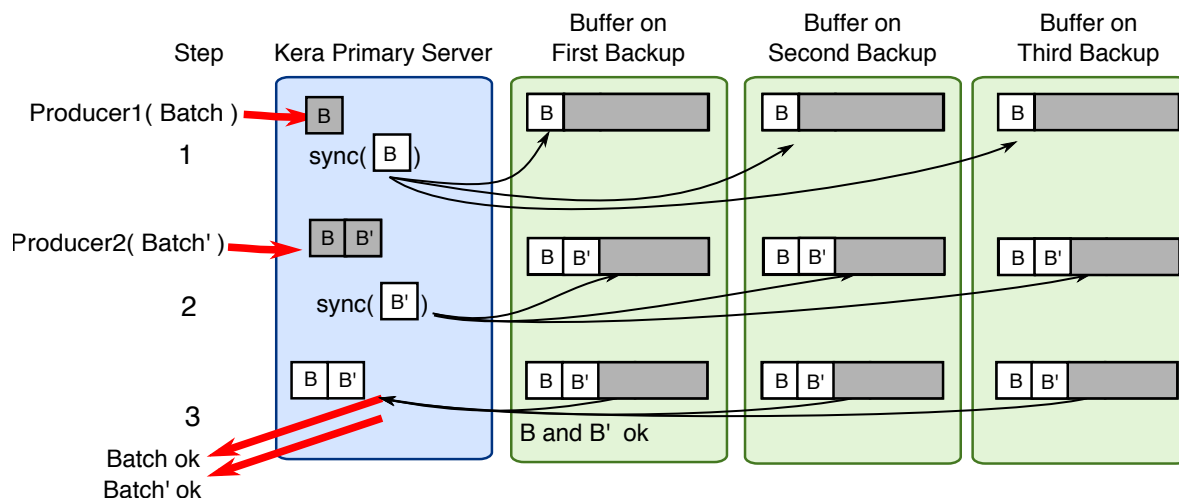 Step
Kera Primary Server
Buffer on
First Backup
Buffer on
Second Backup
Buffer on
Third Backup
Producer1( Batch )
B
B
B
B
1
sync( B )
Producer2( Batch' )
B B'
B B'
B B'
B B'
2
sync( B' )
B B'
B B'
B B'
B B'
3
B and B' ok
Batch ok
Batch' ok